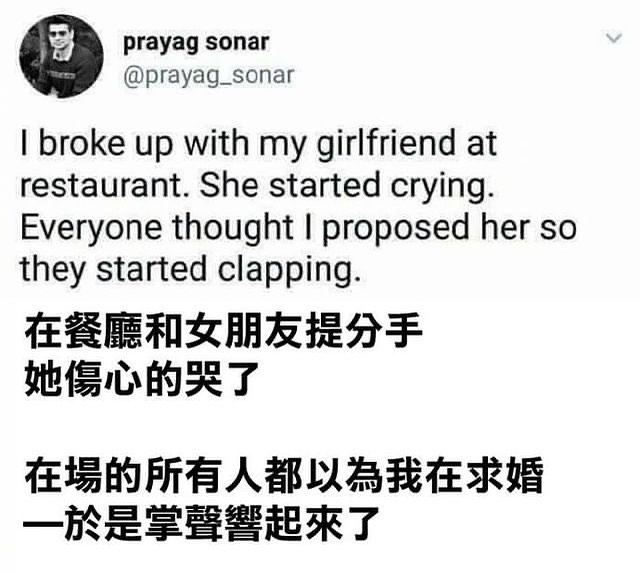 prayag sonar
@prayag_sonar
I broke up with my girlfriend at
restaurant. She started crying.
Everyone thought I proposed her so
they started clapping.
在餐廳和女朋友提分手
她傷心的哭了
在場的所有人都以為我在求婚
—於是掌聲響起來了